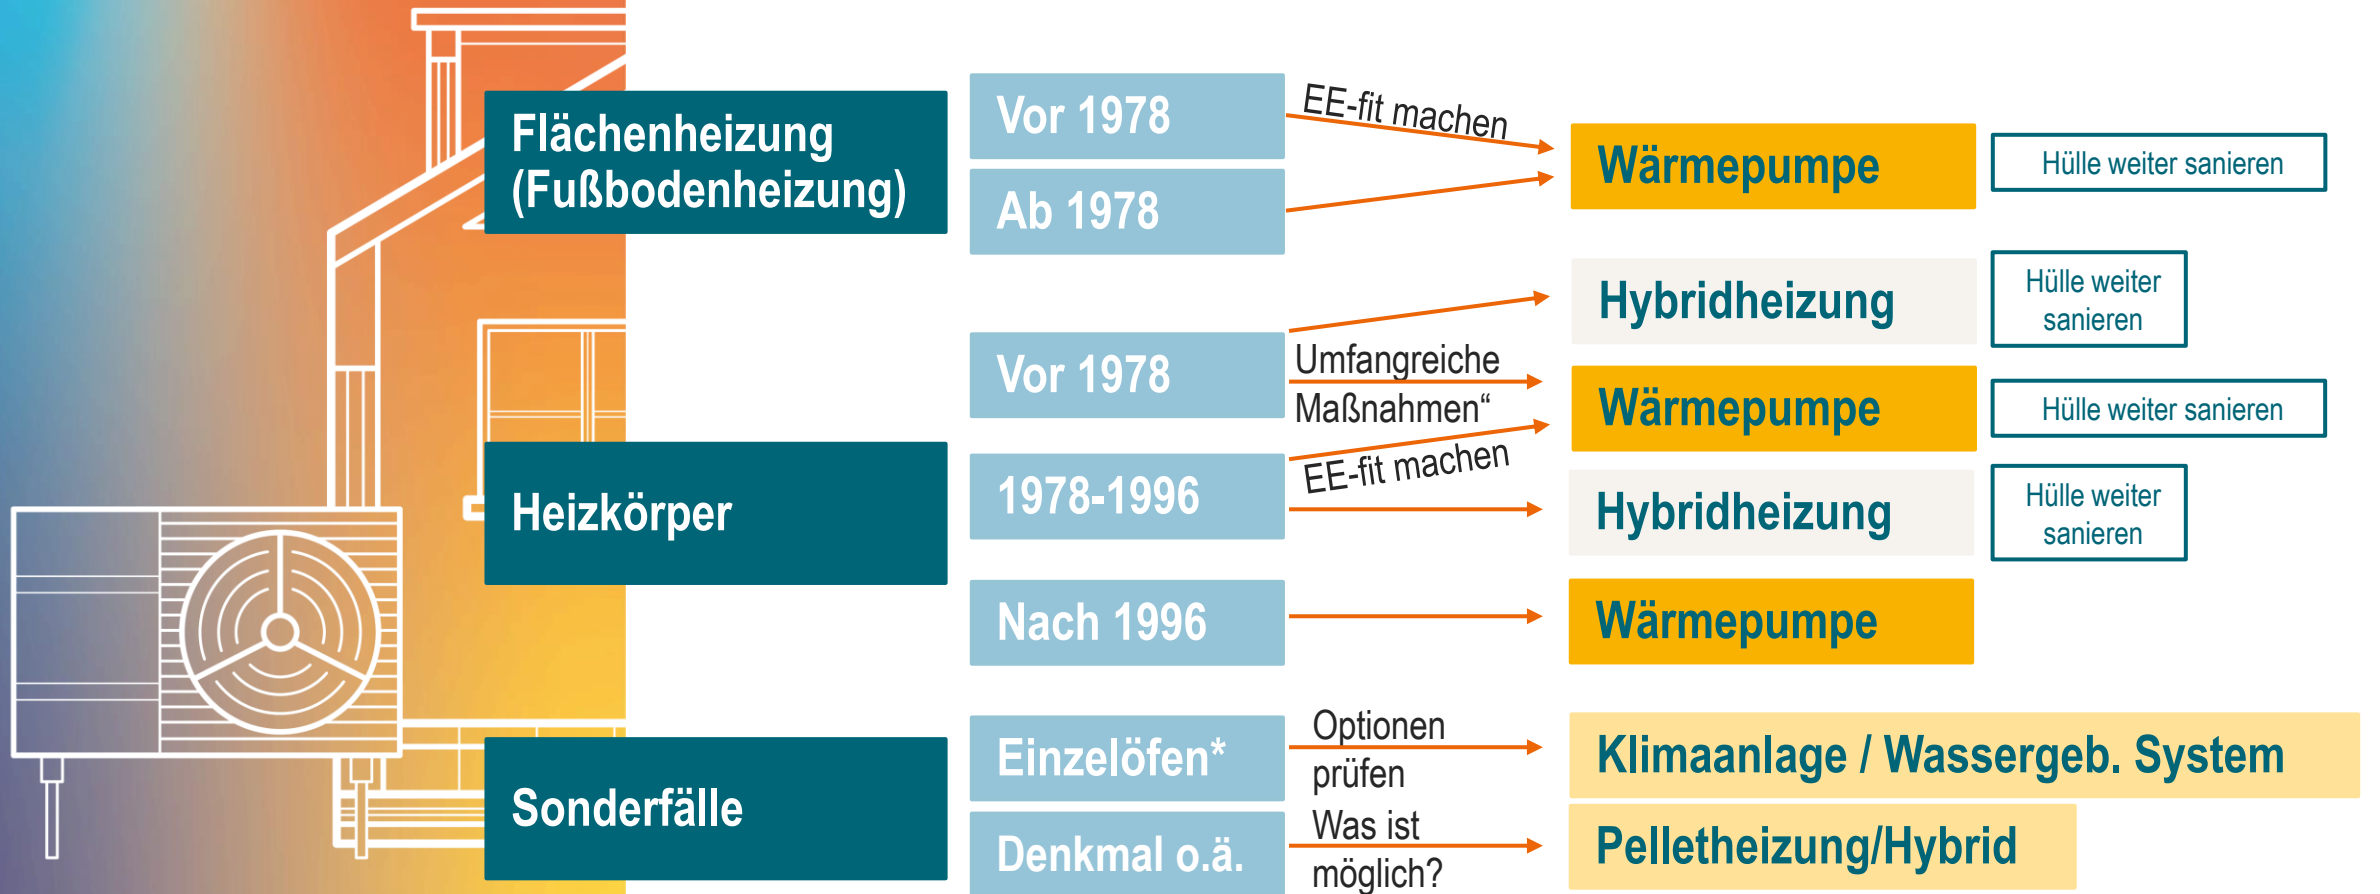 Flächenheizung
(Fußbodenheizung)
Vor 1978
EE-fit machen
Ab 1978
Wärmepumpe
Hülle weiter sanieren
Heizkörper
Vor 1978
Umfangreiche
Maßnahmen“
Hybridheizung
Hülle weiter
sanieren
Wärmepumpe
Hülle weiter sanieren
1978-1996
EE-fit machen
Hybridheizung
Hülle weiter
sanieren
Nach 1996
Wärmepumpe
Sonderfälle
Einzelöfen*
Optionen
prüfen
Klimaanlage / Wassergeb. System
Denkmal o.ä.
Was ist
möglich?
Pelletheizung/Hybrid